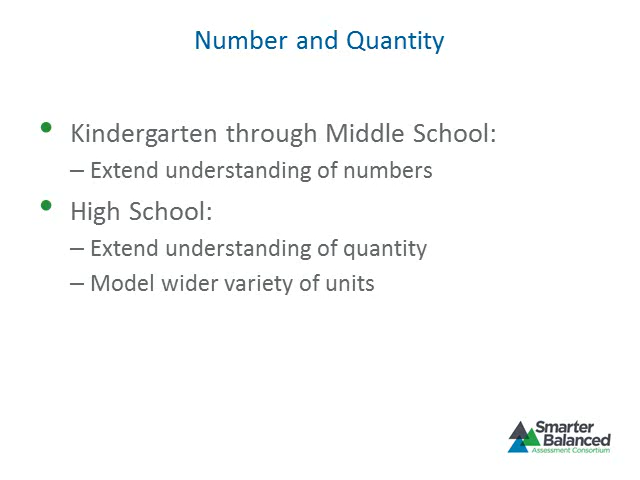 Number and Quantity
• Kindergarten through Middle School:
– Extend understanding of numbers
• High School:
– Extend understanding of quantity
– Model wider variety of units
Smarter
Balanced
Assessment Consortium